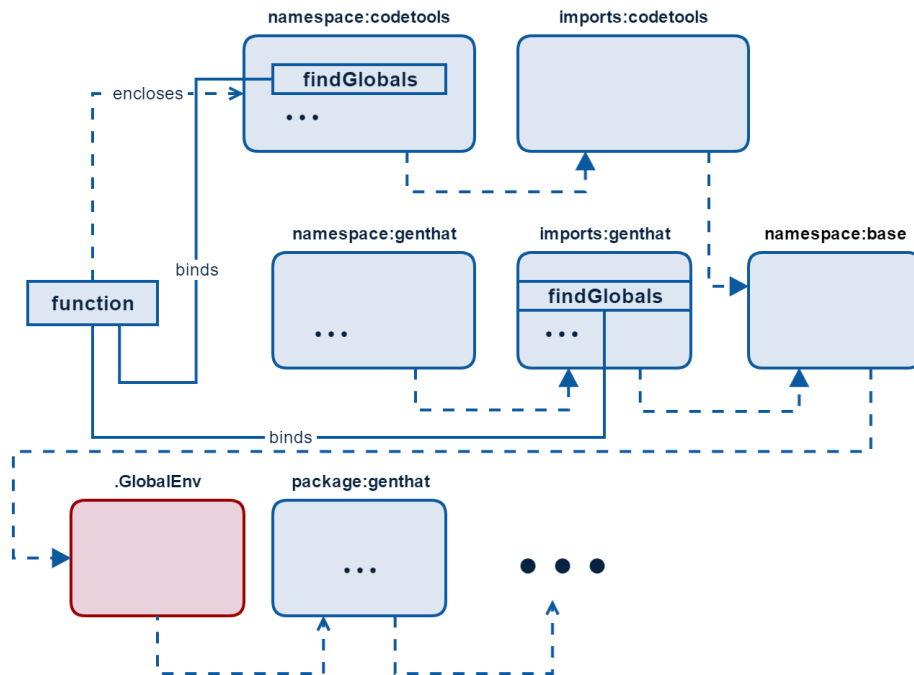 namespace:codetools
imports:codetools
findGlobals
encloses
...
namespace:genthat
imports:genthat
namespace:base
binds
function
findGlobals
...
...
binds
.GlobalEnv
package:genthat
...
...